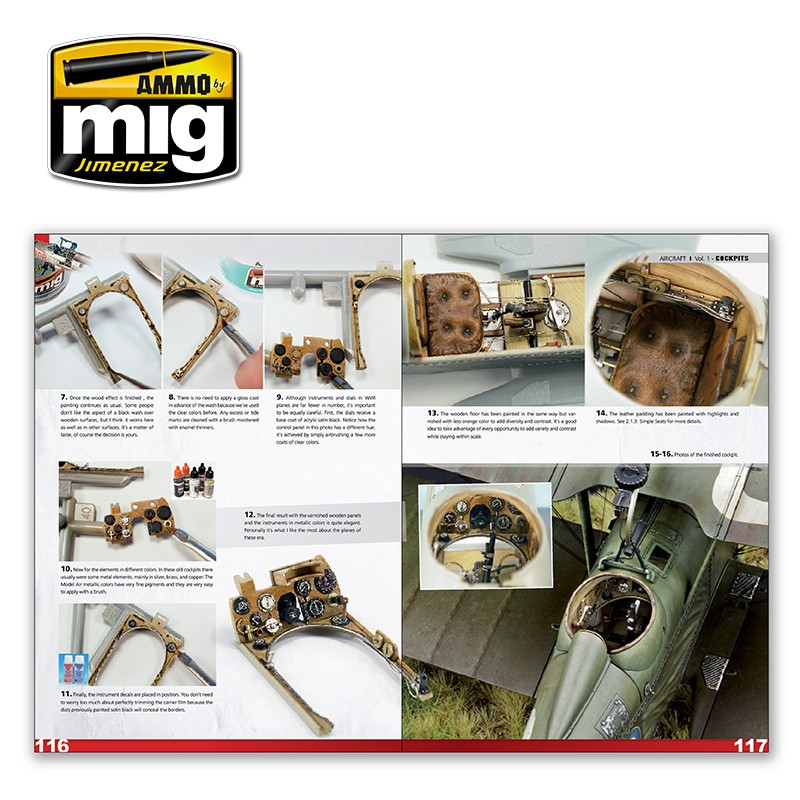 AMMO by
mig
Jimenez
AIRCRAFT I Vol. 1 - COCKPITS
mig
7. Once the wood effect is finished , the
painting continues as usual. Some people
don't like the aspect of a black wash over
wooden surfaces, but I think it works here
as well as in other surfaces. It's a matter of
taste, of course the decision is yours.
8. There is no need to apply a gloss coat
in advance of the wash because we've used
the clear colors before. Any excess or tide
marks are cleaned with a brush moistened
with enamel thinners.
9. Although instruments and dials in WWI
planes are far fewer in number, it's important
to be equally careful. First, the dials receive a
base coat of acrylic satin black. Notice how the
control panel in this photo has a different hue;
it's achieved by simply airbrushing a few more
coats of clear colors.
10. Now for the elements in different colors. In these old cockpits there
usually were some metal elements, mainly in silver, brass, and copper. The
Model Air metallic colors have very fine pigments and they are very easy
to apply with a brush.
11. Finally, the instrument decals are placed in position. You don't need
to worry too much about perfectly trimming the carrier film because the
dials previously painted satin black will conceal the borders.
12. The final result with the varnished wooden panels
and the instruments in metallic colors is quite elegant.
Personally it's what I like the most about the planes of
these era.
116
13. The wooden floor has been painted in the same way but var-
nished with less orange color to add diversity and contrast. It's a good
idea to take advantage of every opportunity to add variety and contrast
while staying within scale.
14. The leather padding has been painted with highlights and
shadows. See 2.1.3. Simple Seats for more details.
15-16. Photos of the finished cockpit.
117